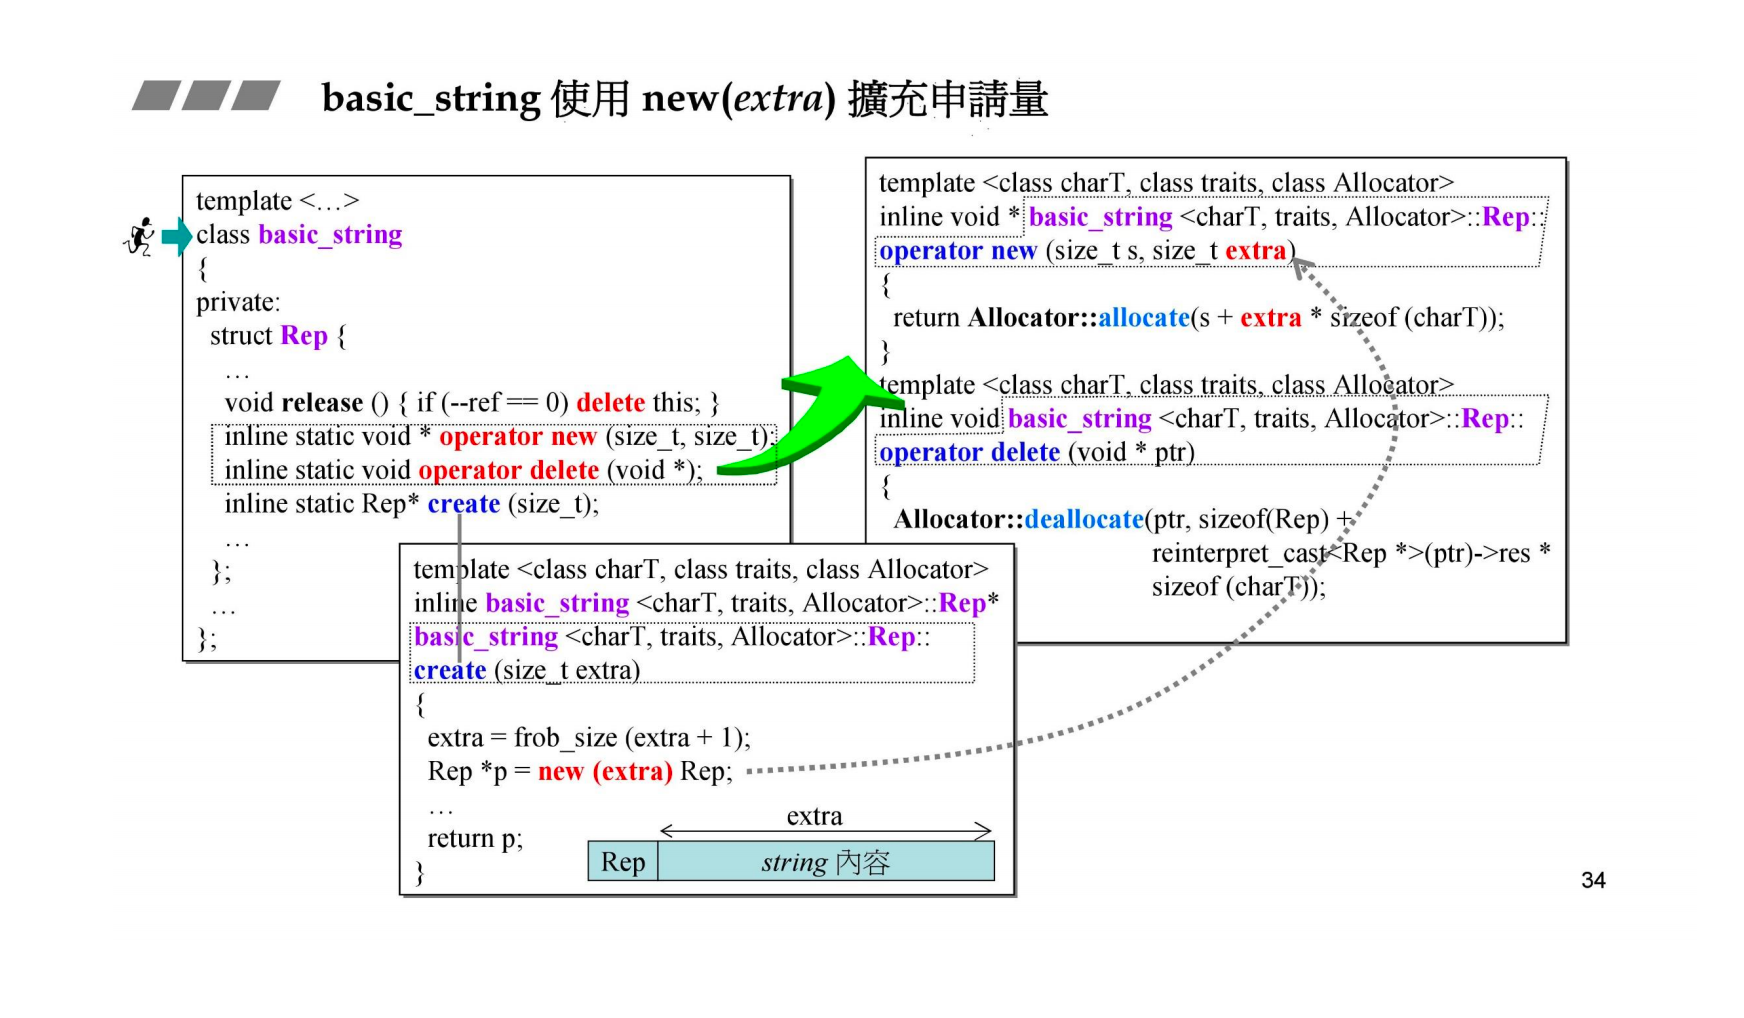 basic_string 使用 new(extra) 擴充申請量
template <…>
class basic_string
{
private:
struct Rep {
…
void release () { if (--ref == 0) delete this; }
inline static void * operator new (size_t, size_t);
inline static void operator delete (void *);
inline static Rep* create (size_t);
…
};
…
};
template <class charT, class traits, class Allocator>
inline void * basic_string <charT, traits, Allocator>::Rep::
operator new (size_t s, size_t extra)
{
return Allocator::allocate(s + extra * sizeof (charT));
}
template <class charT, class traits, class Allocator>
inline void basic_string <charT, traits, Allocator>::Rep::
operator delete (void * ptr)
{
Allocator::deallocate(ptr, sizeof(Rep) +
reinterpret_cast<Rep *>(ptr)->res *
sizeof (charT));
template <class charT, class traits, class Allocator>
inline basic_string <charT, traits, Allocator>::Rep*
basic_string <charT, traits, Allocator>::Rep::
create (size_t extra)
{
extra = frob_size (extra + 1);
Rep *p = new (extra) Rep;
…
return p;
}
extra
Rep string 內容
34